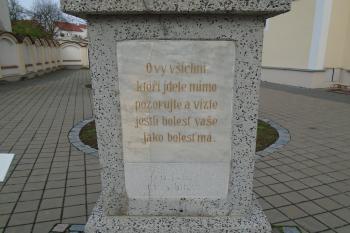 O vy všichni
kteří jdete mimo
pozorujte a vizte
jestli bolest vaše
jako bolest má.